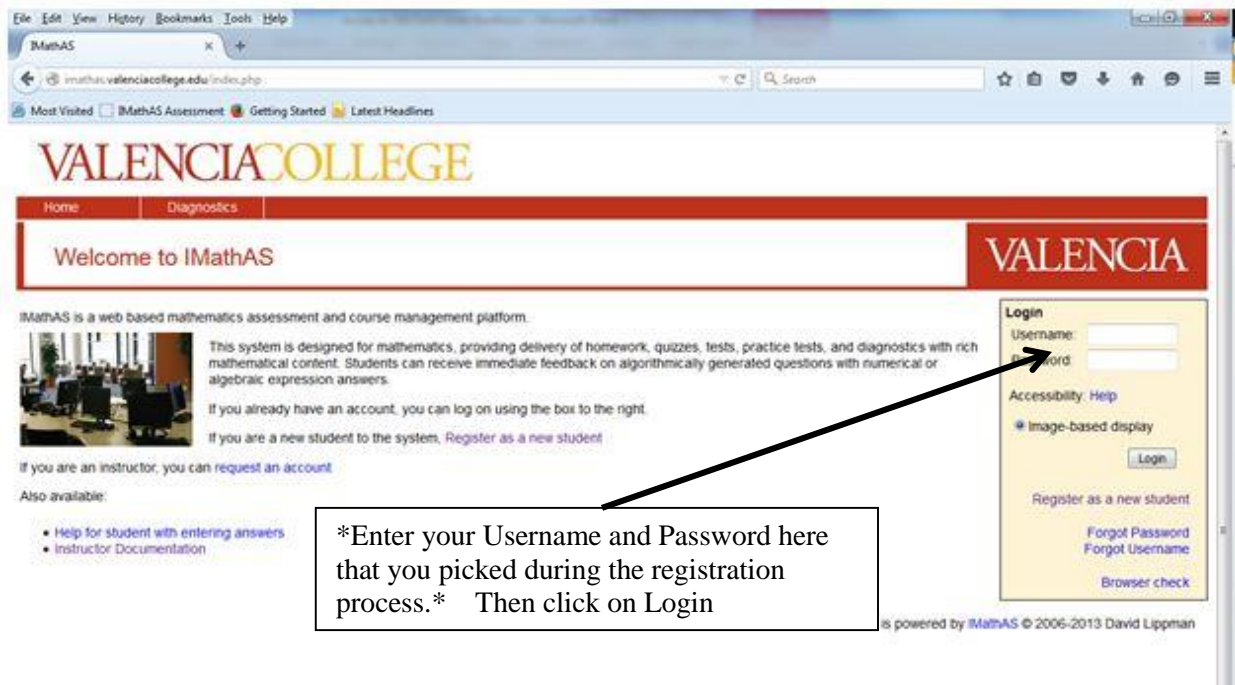 File Edit View History Bookmarks Tools Help
IMathAS × +
imathas.valenciacollege.edu/index.php Search
Most Visited IMathAS Assessment Getting Started Latest Headlines
VALENCIACOLLEGE
Home Diagnostics
Welcome to IMathAS
VALENCIA
IMathAS is a web based mathematics assessment and course management platform.
This system is designed for mathematics, providing delivery of homework, quizzes, tests, practice tests, and diagnostics with rich
mathematical content. Students can receive immediate feedback on algorithmically generated questions with numerical or
algebraic expression answers.
If you already have an account, you can log on using the box to the right.
If you are a new student to the system, Register as a new student
If you are an instructor, you can request an account
Also available:
• Help for student with entering answers
• Instructor Documentation
Login
Username:
Password:
Accessibility: Help
Image-based display
Login
Register as a new student
Forgot Password
Forgot Username
Browser check
*Enter your Username and Password here
that you picked during the registration
process.* Then click on Login
is powered by IMathAS © 2006-2013 David Lippman